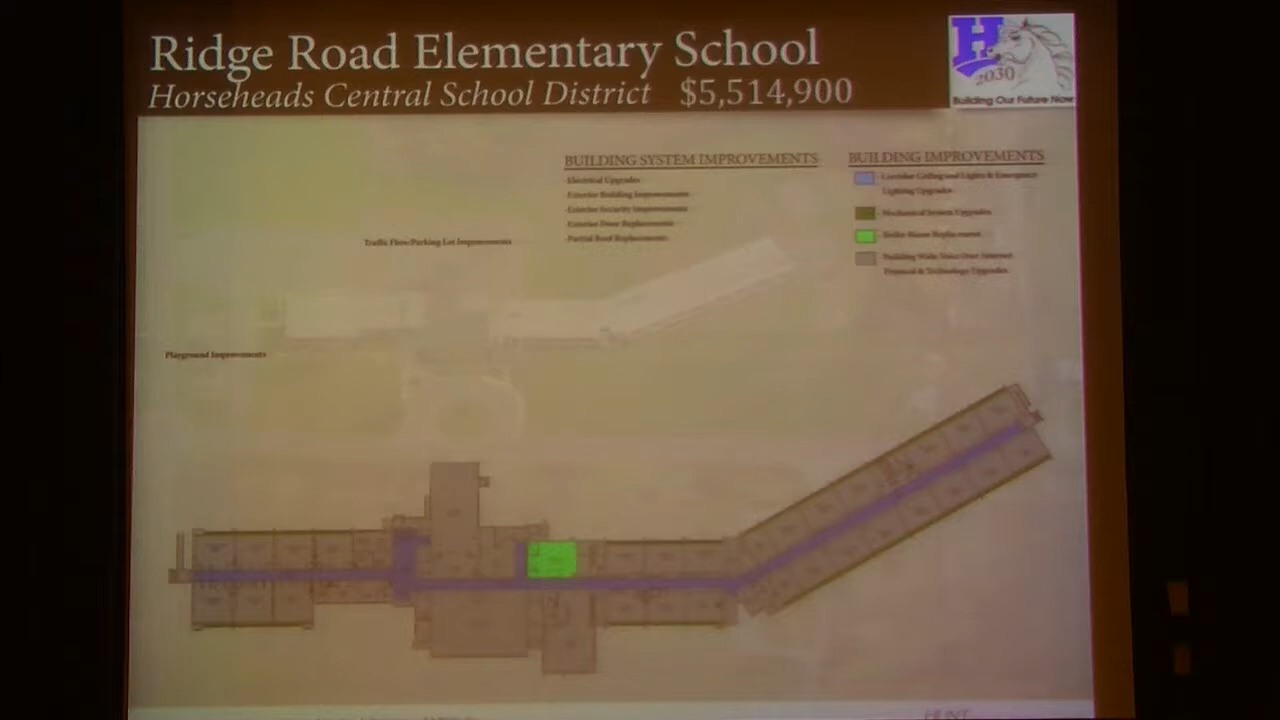 Ridge Road Elementary School
Horseheads Central School District $5,514,900
H
2030
Building Our Future Now
BUILDING SYSTEM IMPROVEMENTS
-Electrical Upgrades
-Exterior Building Improvements
-Exterior Security Improvements
-Exterior Door Replacements
-Partial Roof Replacements
BUILDING IMPROVEMENTS
- Corridor Ceiling and Lights & Emergency
Lighting Upgrades
- Mechanical System Upgrades
- Boiler Room Replacement
- Building Wide Voice Over Internet
Protocol & Technology Upgrades
Traffic Flow/Parking Lot Improvements
Playground Improvements
HUNT